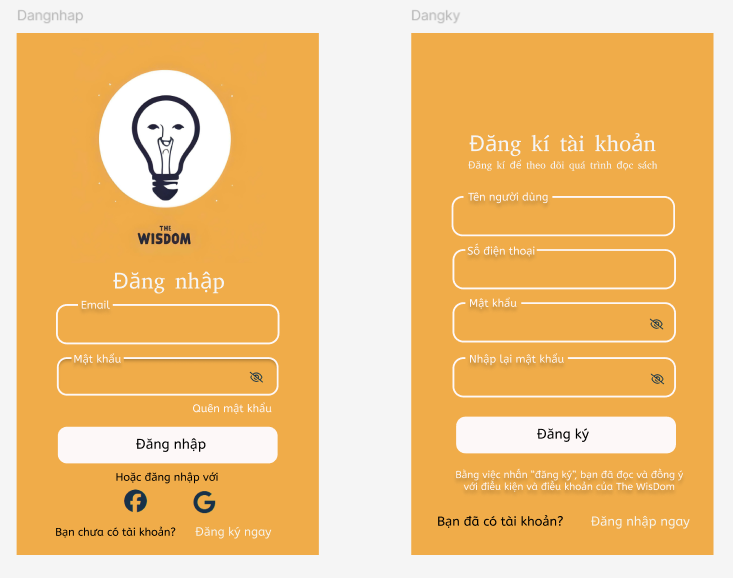 Dangnhap
THE
WISDOM
Đăng nhập
Email
Mật khẩu
Quên mật khẩu
Đăng nhập
Hoặc đăng nhập với
Bạn chưa có tài khoản? Đăng ký ngay
Dangky
Đăng kí tài khoản
Đăng kí để theo dõi quá trình đọc sách
Tên người dùng
Số điện thoại
Mật khẩu
Nhập lại mật khẩu
Đăng ký
Bằng việc nhấn "đăng ký", bạn đã đọc và đồng ý
với điều kiện và điều khoản của The WisDom
Bạn đã có tài khoản? Đăng nhập ngay